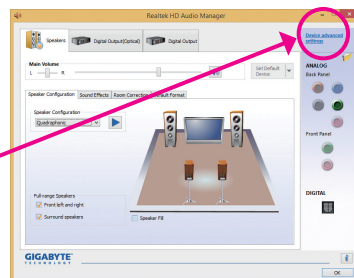 Realtek HD Audio Manager
Speakers
Digital Output(Optical)
Digital Output
Device advanced
settings
Main Volume
L
R
Set Default
Device
ANALOG
Back Panel
Speaker Configuration
Sound Effects
Room Correction
Default Format
Speaker Configuration
Quadraphonic
Front Panel
Full-range Speakers
Front left and right
Surround speakers
Speaker Fill
DIGITAL
GIGABYTE
TECHNOLOGY
OK